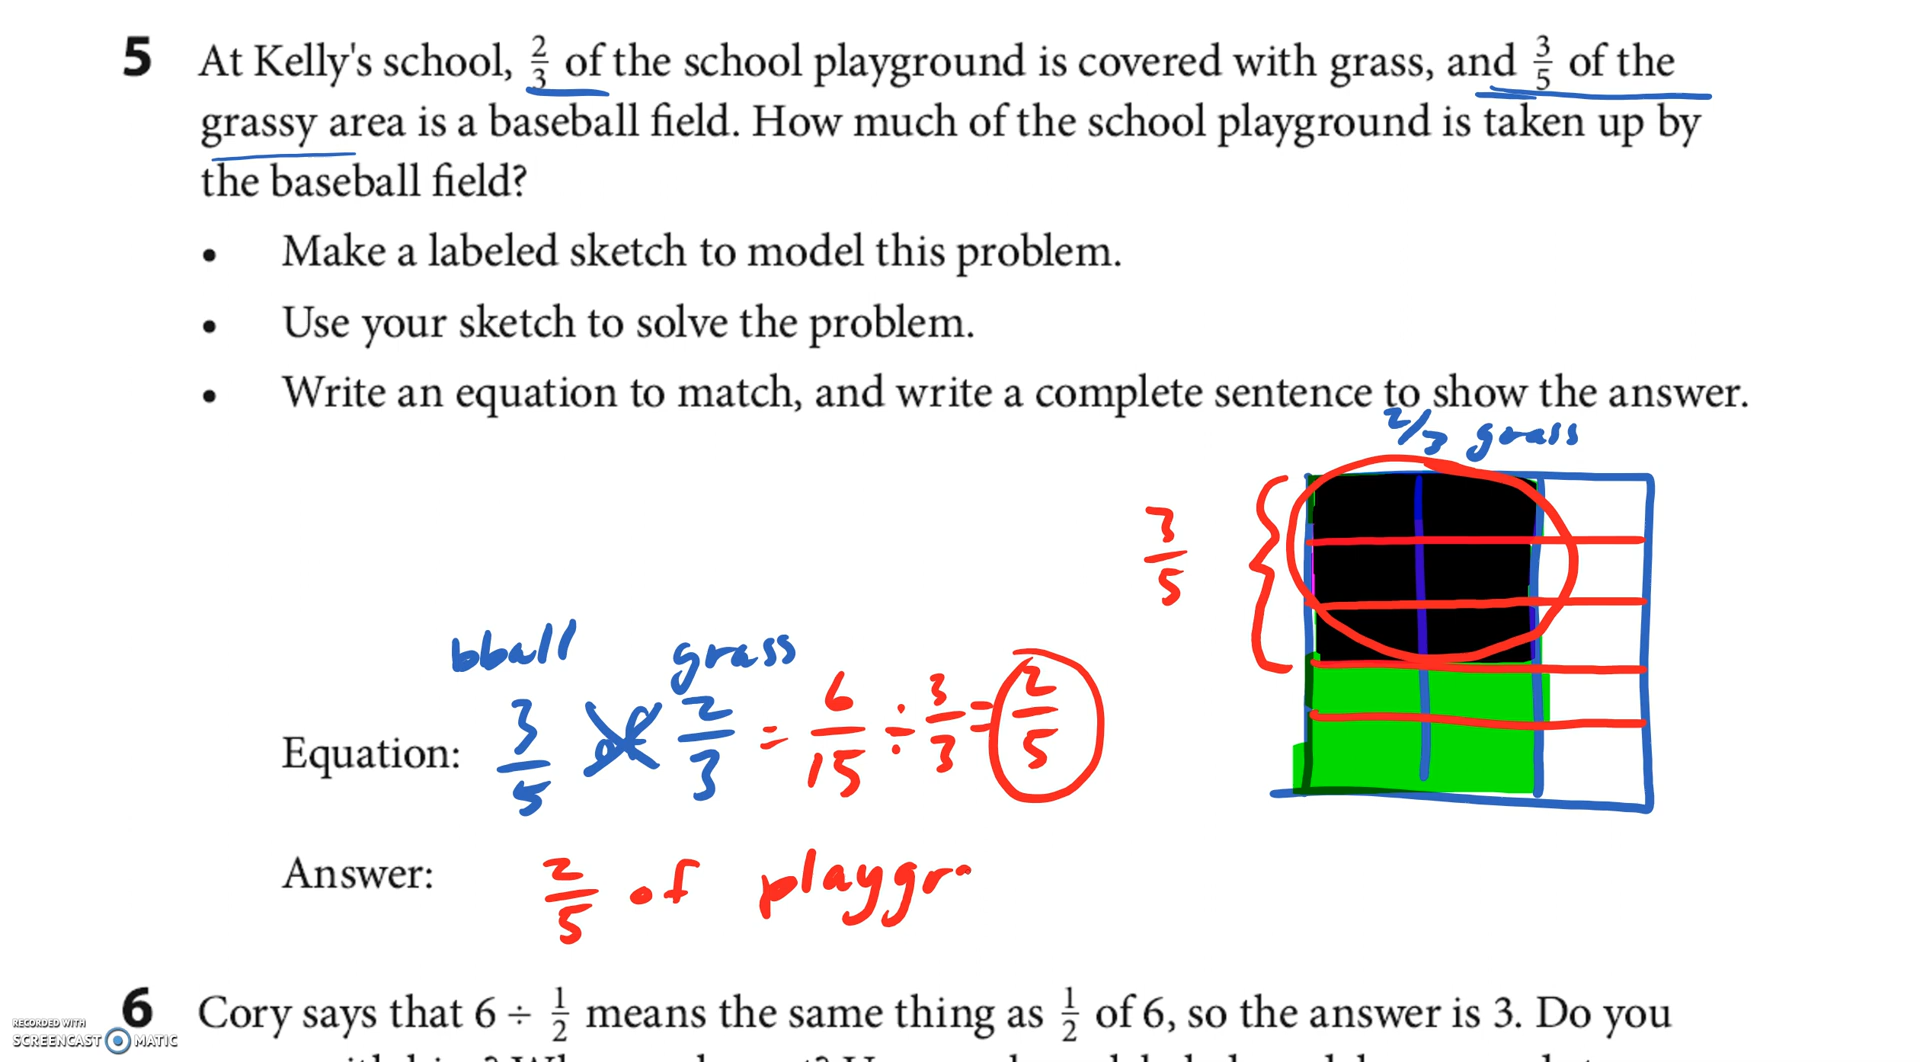 5 At Kelly's school, 2/3 of the school playground is covered with grass, and 3/5 of the
grassy area is a baseball field. How much of the school playground is taken up by
the baseball field?
• Make a labeled sketch to model this problem.
• Use your sketch to solve the problem.
• Write an equation to match, and write a complete sentence to show the answer.
2/3 grass
3/5
bball grass
Equation: 3/5 × 2/3 = 6/15 ÷ 3/3 = 2/5
Answer: 2/5 of playgr
6 Cory says that 6 ÷ 1/2 means the same thing as 1/2 of 6, so the answer is 3. Do you
RECORDED WITH
SCREENCAST MATIC